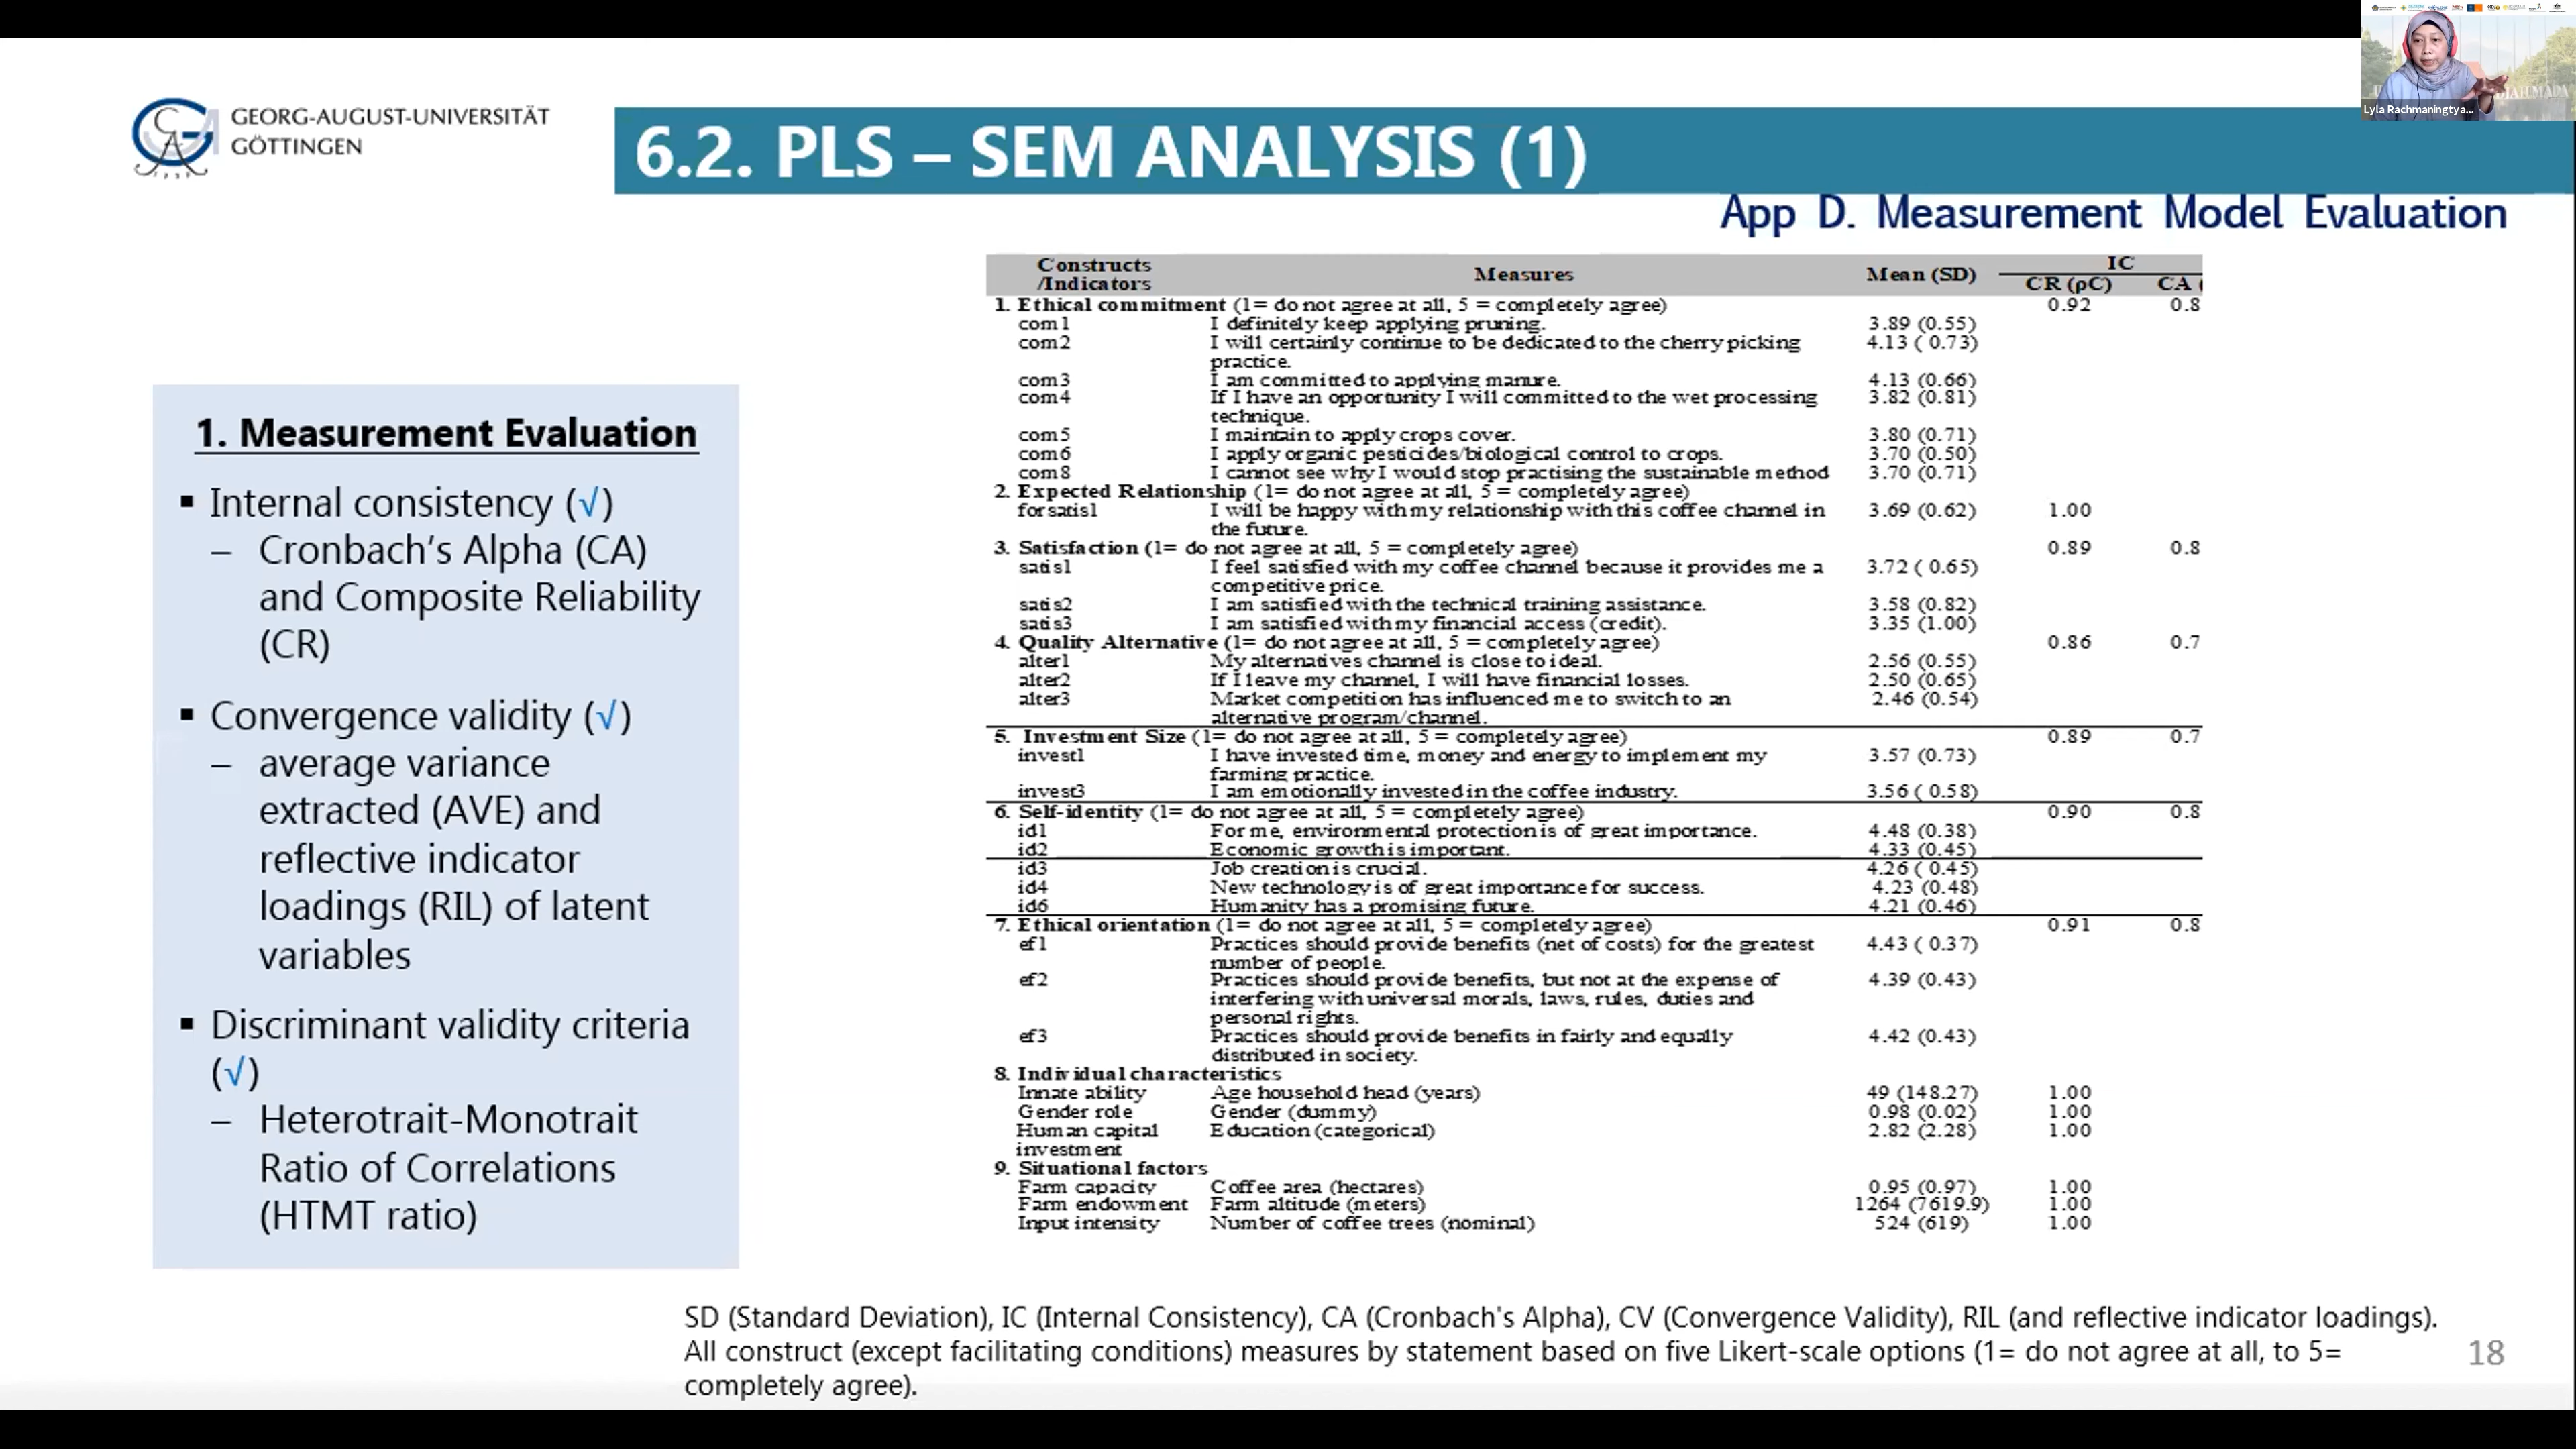 Lyla Rachmaningtya...
GEORG-AUGUST-UNIVERSITÄT
GÖTTINGEN
6.2. PLS – SEM ANALYSIS (1)
App D. Measurement Model Evaluation
1. Measurement Evaluation
▪ Internal consistency (√)
– Cronbach's Alpha (CA)
and Composite Reliability
(CR)
▪ Convergence validity (√)
– average variance
extracted (AVE) and
reflective indicator
loadings (RIL) of latent
variables
▪ Discriminant validity criteria
(√)
– Heterotrait-Monotrait
Ratio of Correlations
(HTMT ratio)
Constructs /Indicators Measures Mean (SD) IC
CR (ρC) CA (
1. Ethical commitment (1= do not agree at all, 5 = completely agree) 0.92 0.8
com1 I definitely keep applying pruning. 3.89 (0.55)
com2 I will certainly continue to be dedicated to the cherry picking 4.13 ( 0.73)
practice.
com3 I am committed to applying manure. 4.13 (0.66)
com4 If I have an opportunity I will committed to the wet processing 3.82 (0.81)
technique.
com5 I maintain to apply crops cover. 3.80 (0.71)
com6 I apply organic pesticides/biological control to crops. 3.70 (0.50)
com8 I cannot see why I would stop practising the sustainable method 3.70 (0.71)
2. Expected Relationship (1= do not agree at all, 5 = completely agree)
forsatis1 I will be happy with my relationship with this coffee channel in 3.69 (0.62) 1.00
the future.
3. Satisfaction (1= do not agree at all, 5 = completely agree) 0.89 0.8
satis1 I feel satisfied with my coffee channel because it provides me a 3.72 ( 0.65)
competitive price.
satis2 I am satisfied with the technical training assistance. 3.58 (0.82)
satis3 I am satisfied with my financial access (credit). 3.35 (1.00)
4. Quality Alternative (1= do not agree at all, 5 = completely agree) 0.86 0.7
alter1 My alternatives channel is close to ideal. 2.56 (0.55)
alter2 If I leave my channel, I will have financial losses. 2.50 (0.65)
alter3 Market competition has influenced me to switch to an 2.46 (0.54)
alternative program/channel.
5. Investment Size (1= do not agree at all, 5 = completely agree) 0.89 0.7
invest1 I have invested time, money and energy to implement my 3.57 (0.73)
farming practice.
invest3 I am emotionally invested in the coffee industry. 3.56 ( 0.58)
6. Self-identity (1= do not agree at all, 5 = completely agree) 0.90 0.8
id1 For me, environmental protection is of great importance. 4.48 (0.38)
id2 Economic growth is important. 4.33 (0.45)
id3 Job creation is crucial. 4.26 ( 0.45)
id4 New technology is of great importance for success. 4.23 (0.48)
id6 Humanity has a promising future. 4.21 (0.46)
7. Ethical orientation (1= do not agree at all, 5 = completely agree) 0.91 0.8
ef1 Practices should provide benefits (net of costs) for the greatest 4.43 ( 0.37)
number of people.
ef2 Practices should provide benefits, but not at the expense of 4.39 (0.43)
interfering with universal morals, laws, rules, duties and
personal rights.
ef3 Practices should provide benefits in fairly and equally 4.42 (0.43)
distributed in society.
8. Individual characteristics
Innate ability Age household head (years) 49 (148.27) 1.00
Gender role Gender (dummy) 0.98 (0.02) 1.00
Human capital Education (categorical) 2.82 (2.28) 1.00
investment
9. Situational factors
Farm capacity Coffee area (hectares) 0.95 (0.97) 1.00
Farm endowment Farm altitude (meters) 1264 (7619.9) 1.00
Input intensity Number of coffee trees (nominal) 524 (619) 1.00
SD (Standard Deviation), IC (Internal Consistency), CA (Cronbach's Alpha), CV (Convergence Validity), RIL (and reflective indicator loadings).
All construct (except facilitating conditions) measures by statement based on five Likert-scale options (1= do not agree at all, to 5=
completely agree).
18